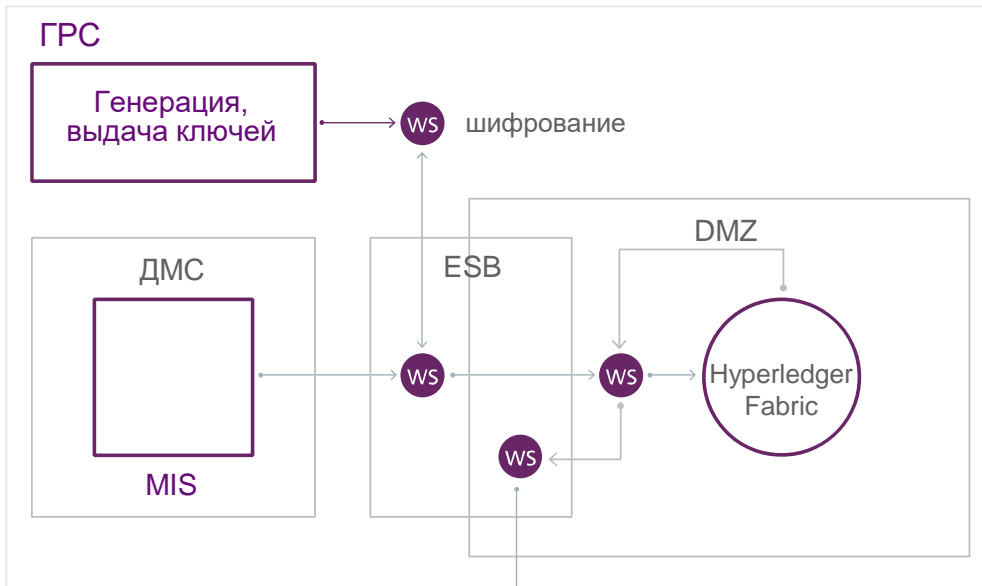 ГРС
Генерация,
выдача ключей
WS
шифрование
DMZ
ESB
ДМС
WS
WS
Hyperledger
Fabric
WS
MIS